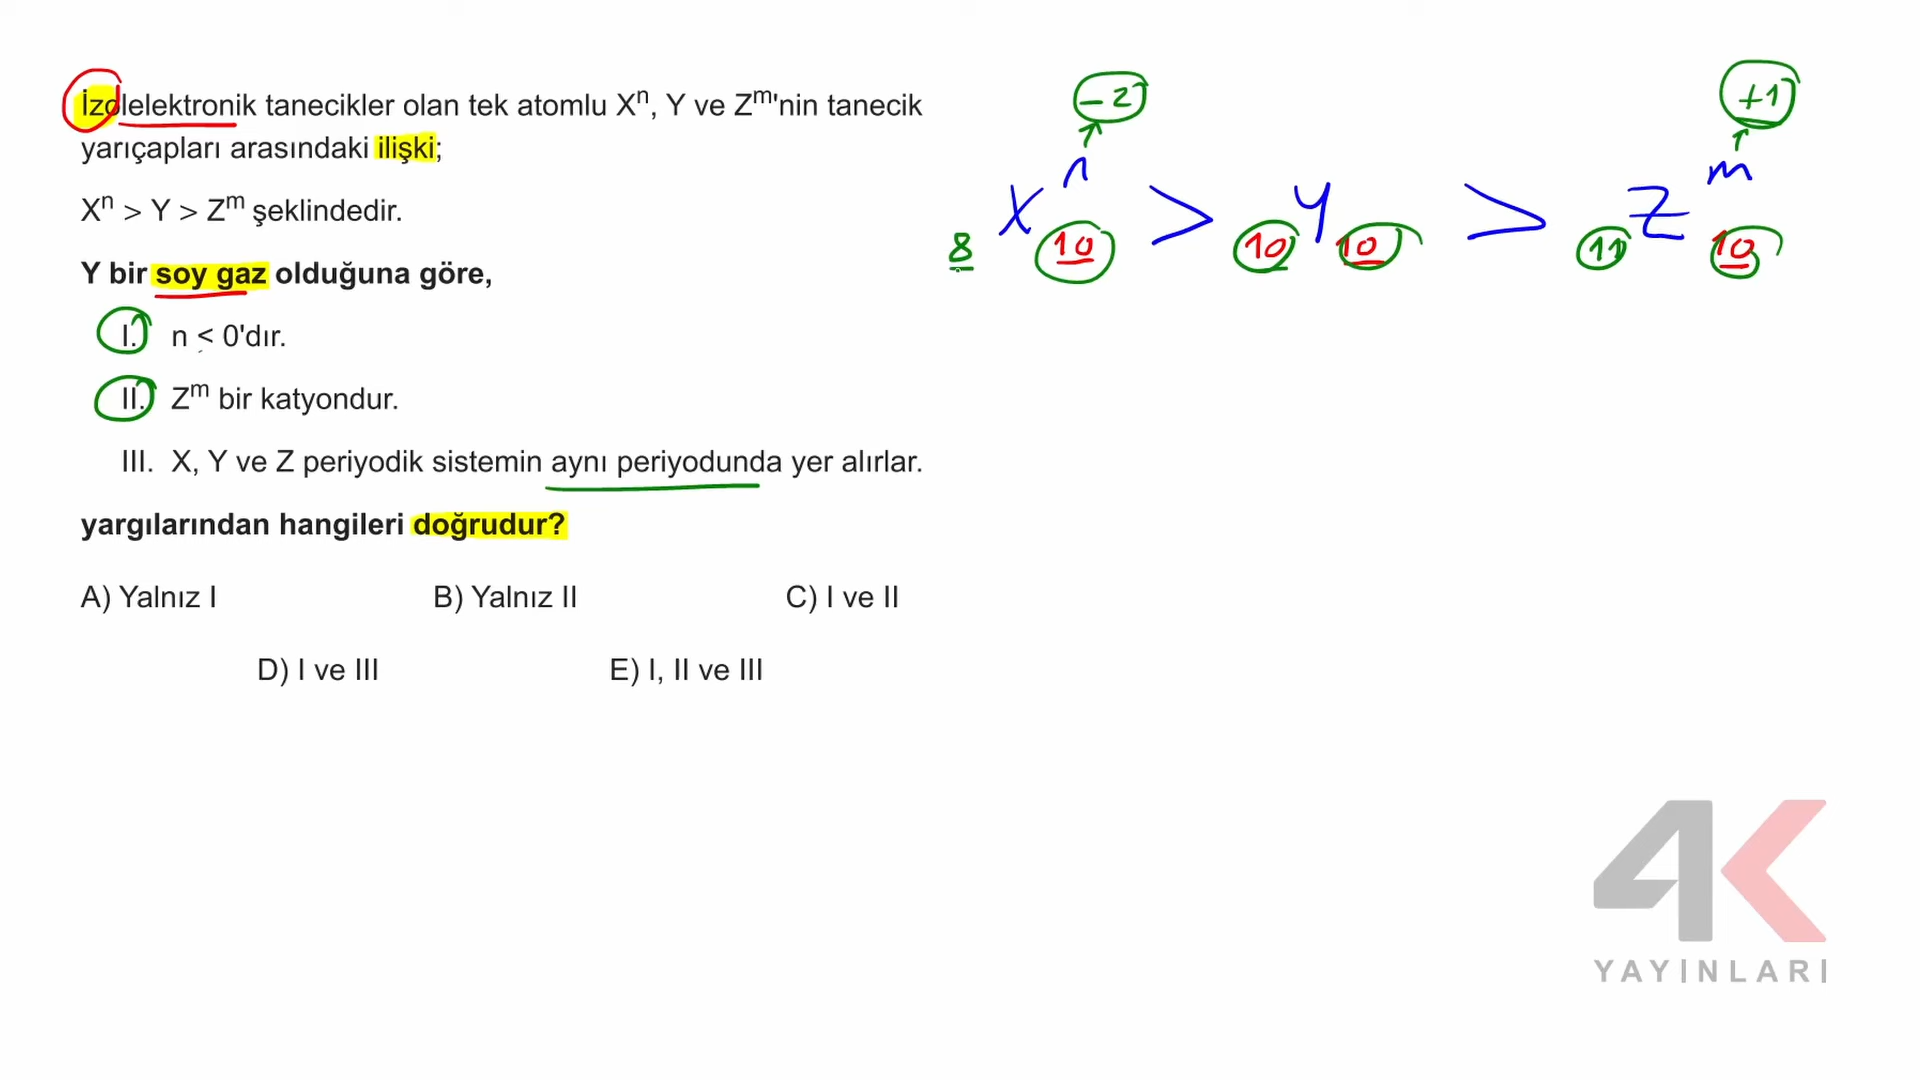 İzolelektronik tanecikler olan tek atomlu Xⁿ, Y ve Zᵐ'nin tanecik
yarıçapları arasındaki ilişki;
Xⁿ > Y > Zᵐ şeklindedir.
Y bir soy gaz olduğuna göre,
I. n < 0'dır.
II. Zᵐ bir katyondur.
III. X, Y ve Z periyodik sistemin aynı periyodunda yer alırlar.
yargılarından hangileri doğrudur?
A) Yalnız I B) Yalnız II C) I ve II
D) I ve III E) I, II ve III
-2 +1
n m
X > Y > Z
8 10 10 10 11 10
4K
YAYINLARI